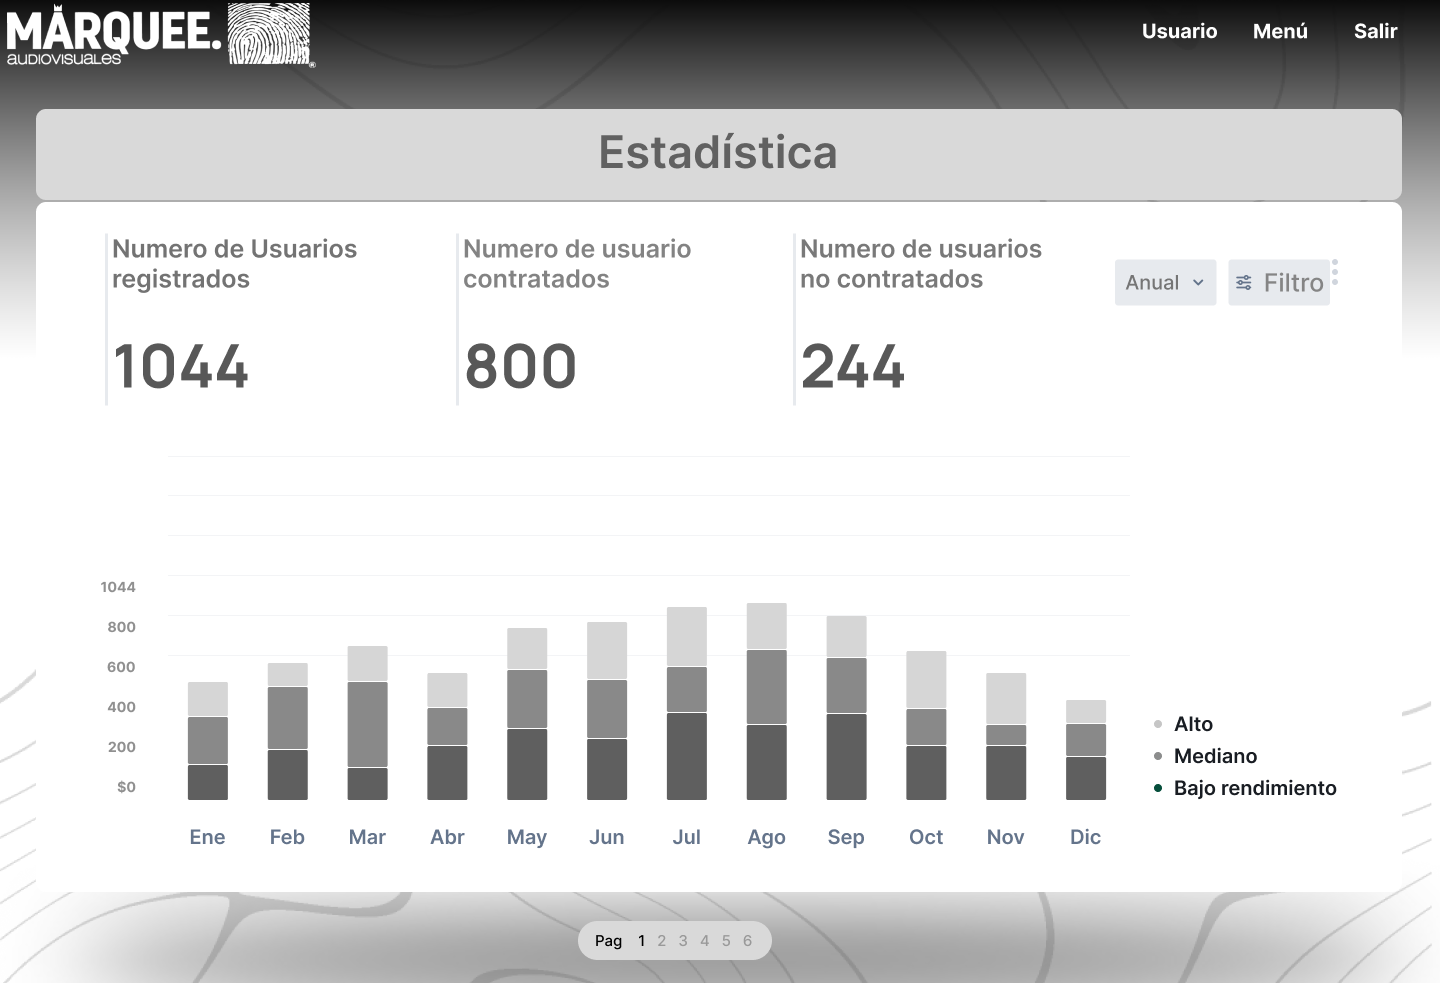 MÁRQUEE.
AUDIOVISUALES
®
Usuario Menú Salir
Estadística
Numero de Usuarios
registrados
1044
Numero de usuario
contratados
800
Numero de usuarios
no contratados
244
Anual
Filtro
1044
800
600
400
200
$0
Ene Feb Mar Abr May Jun Jul Ago Sep Oct Nov Dic
Alto
Mediano
Bajo rendimiento
Pag 1 2 3 4 5 6